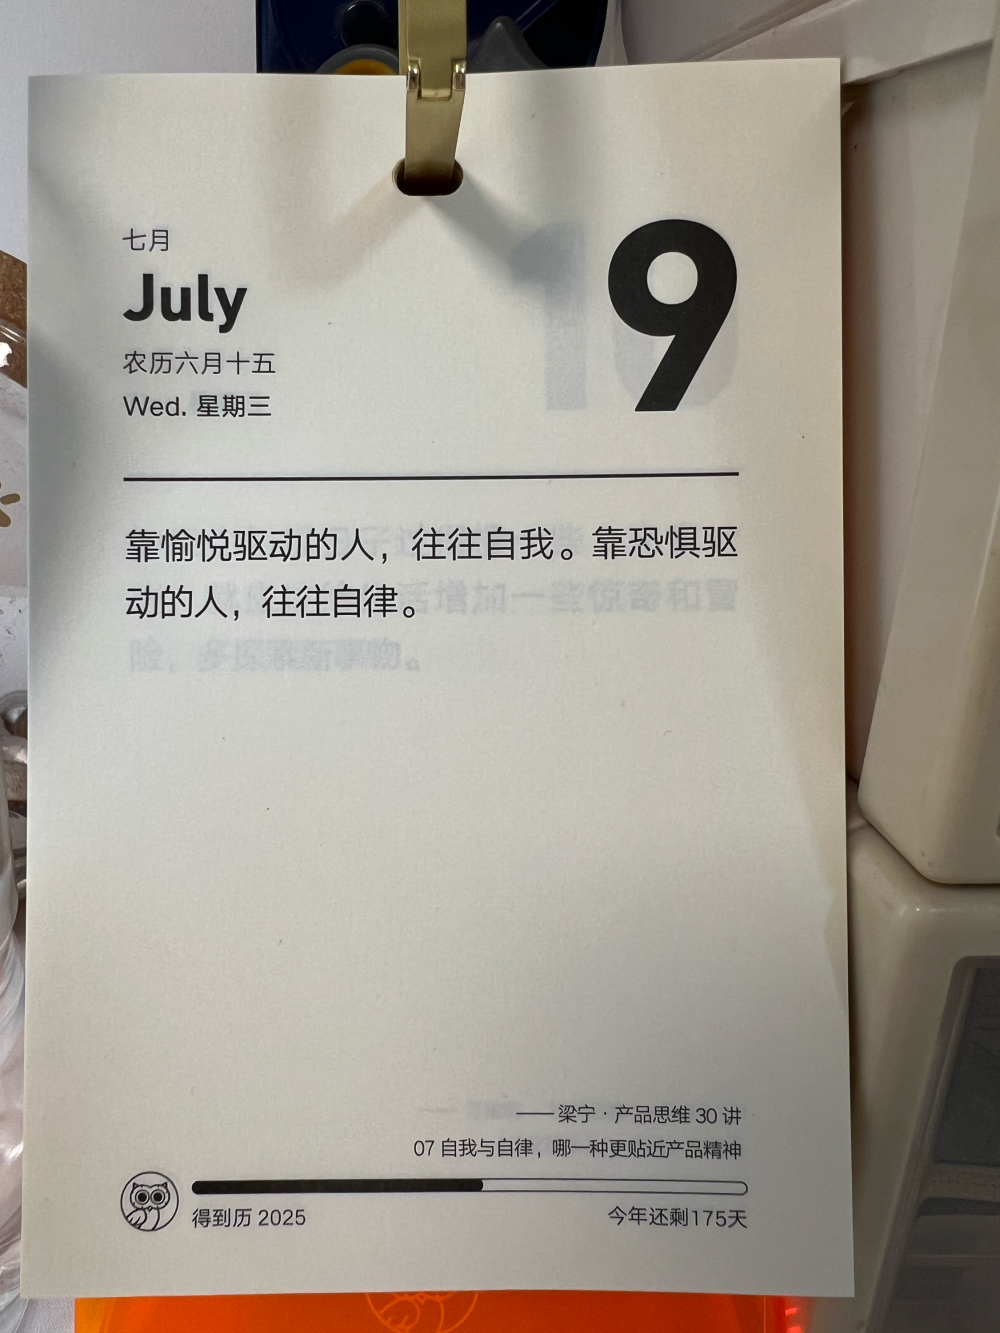 七月
July
农历六月十五
Wed. 星期三
9
靠愉悦驱动的人，往往自我。靠恐惧驱
动的人，往往自律。
—— 梁宁 · 产品思维 30 讲
07 自我与自律，哪一种更贴近产品精神
得到历 2025
今年还剩175天